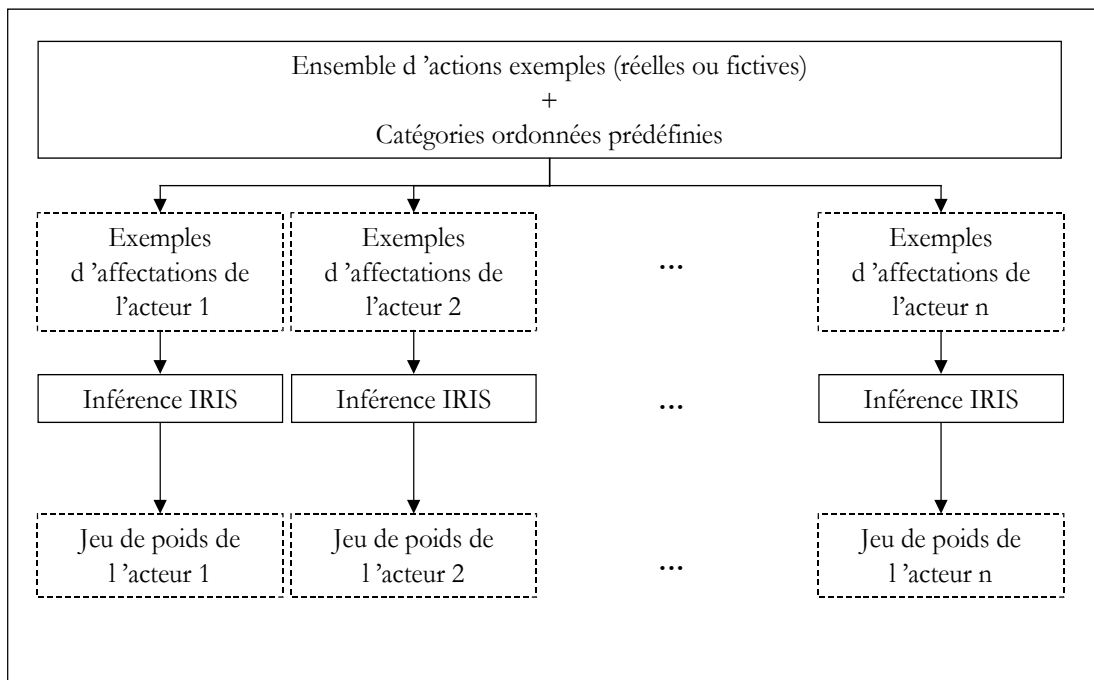 Ensemble d ’actions exemples (réelles ou fictives)
+
Catégories ordonnées prédéfinies
Exemples
d ’affectations de
l’acteur 1
Exemples
d ’affectations de
l’acteur 2
...
Exemples
d ’affectations de
l’acteur n
Inférence IRIS
Inférence IRIS
...
Inférence IRIS
Jeu de poids de
l ’acteur 1
Jeu de poids de
l ’acteur 2
...
Jeu de poids de
l ’acteur n